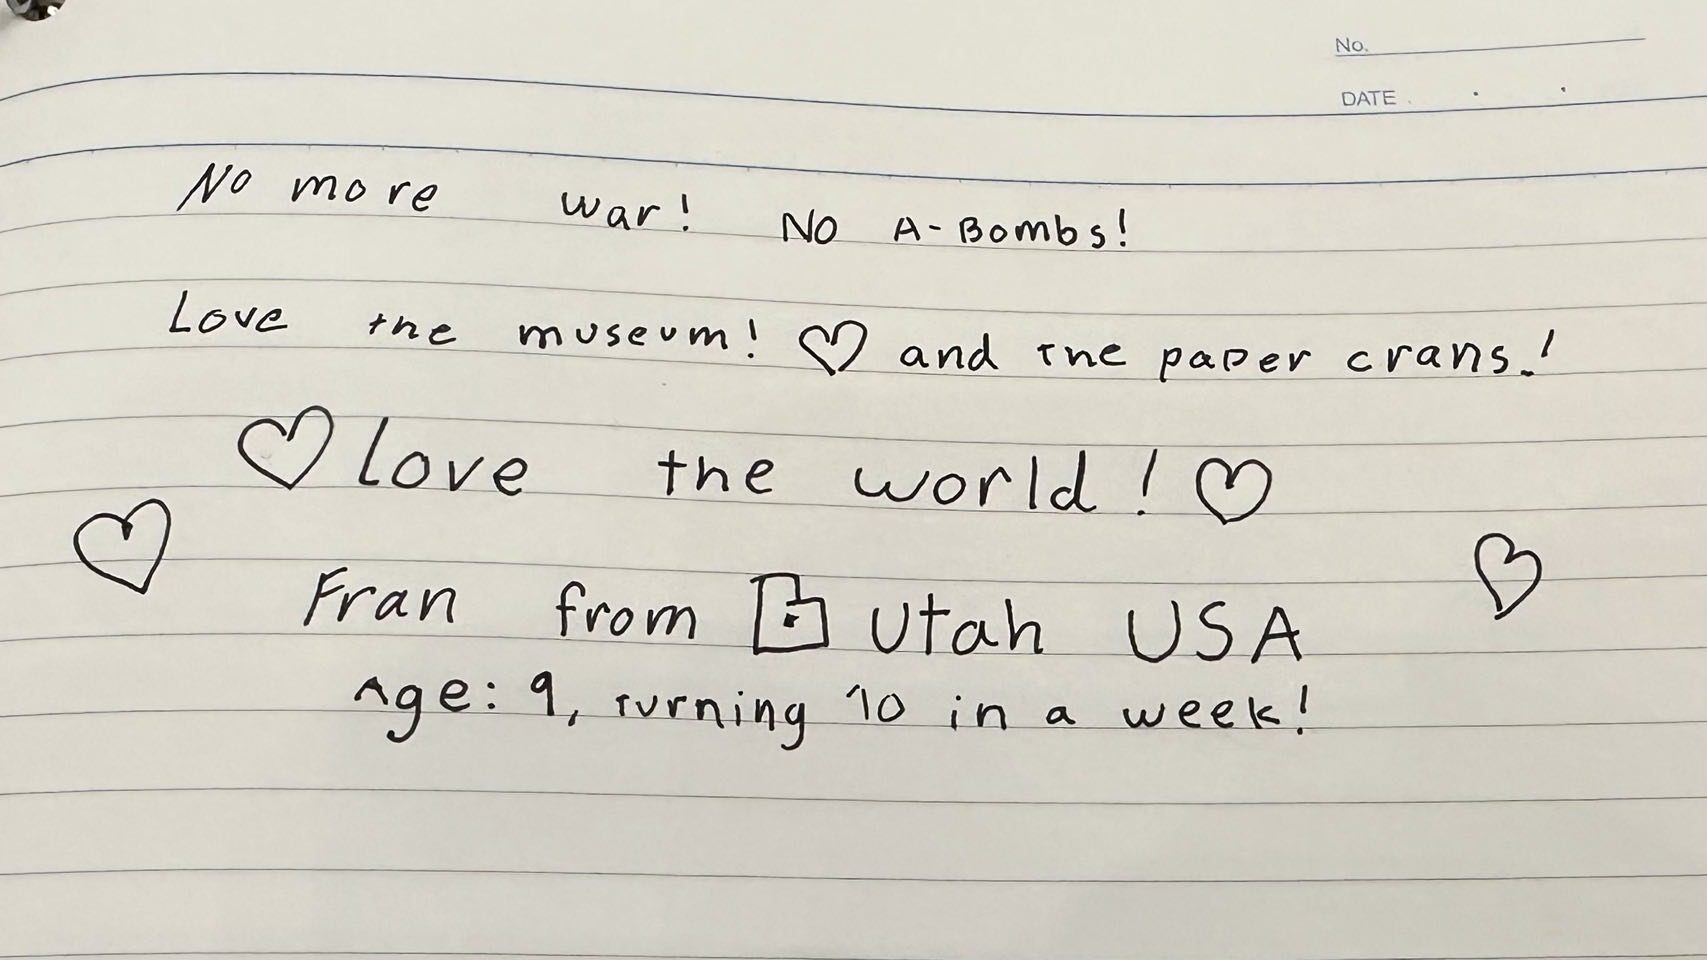 No.
DATE . .
No more war! No A-Bombs!
Love the museum! ♡ and the paper crans!
♡ Love the world! ♡
Fran from Utah USA
Age: 9, turning 10 in a week!